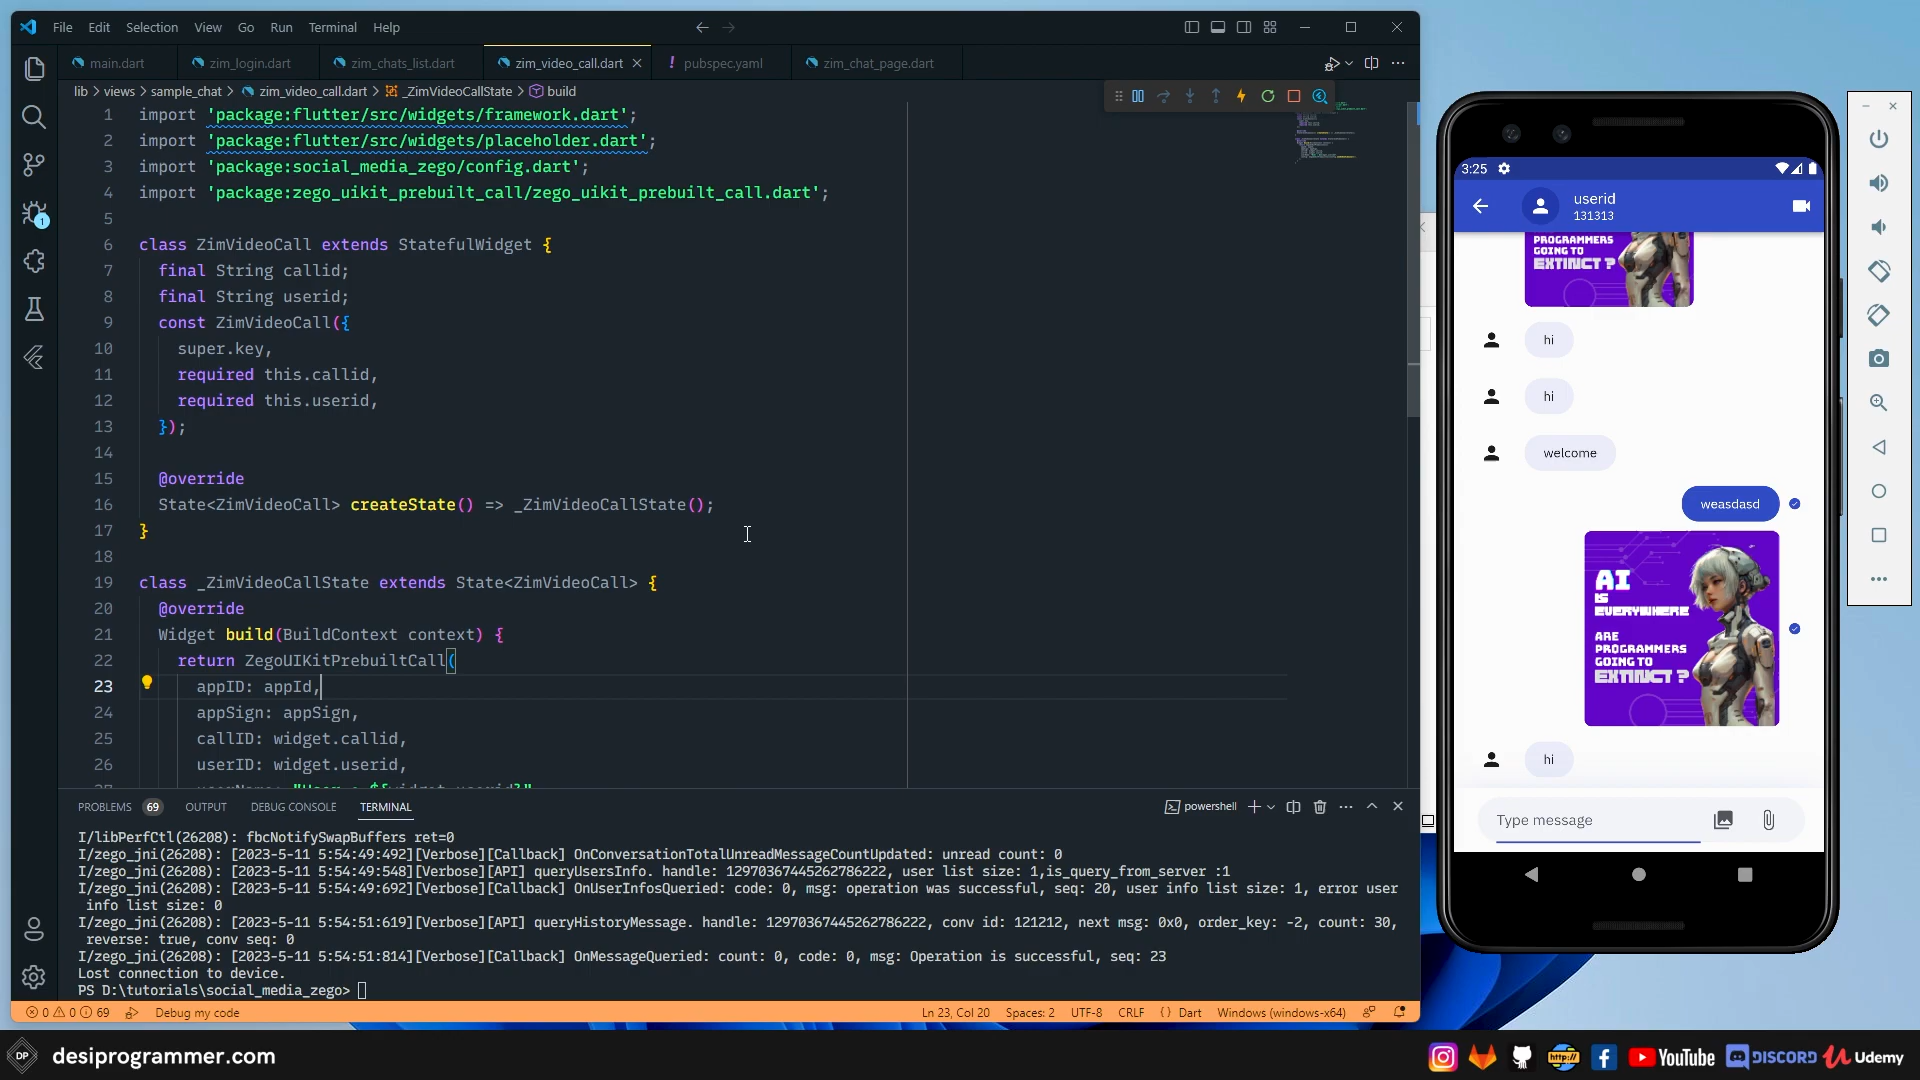 File Edit Selection View Go Run Terminal Help
main.dart zim_login.dart zim_chats_list.dart zim_video_call.dart pubspec.yaml zim_chat_page.dart
lib > views > sample_chat > zim_video_call.dart > _ZimVideoCallState > build
1 import 'package:flutter/src/widgets/framework.dart';
2 import 'package:flutter/src/widgets/placeholder.dart';
3 import 'package:social_media_zego/config.dart';
4 import 'package:zego_uikit_prebuilt_call/zego_uikit_prebuilt_call.dart';
5
6 class ZimVideoCall extends StatefulWidget {
7 final String callid;
8 final String userid;
9 const ZimVideoCall({
10 super.key,
11 required this.callid,
12 required this.userid,
13 });
14
15 @override
16 State<ZimVideoCall> createState() => _ZimVideoCallState();
17 }
18
19 class _ZimVideoCallState extends State<ZimVideoCall> {
20 @override
21 Widget build(BuildContext context) {
22 return ZegoUIKitPrebuiltCall(
23 appID: appId,
24 appSign: appSign,
25 callID: widget.callid,
26 userID: widget.userid,
PROBLEMS 69 OUTPUT DEBUG CONSOLE TERMINAL powershell
I/libPerfCtl(26208): fbcNotifySwapBuffers ret=0
I/zego_jni(26208): [2023-5-11 5:54:49:492][Verbose][Callback] OnConversationTotalUnreadMessageCountUpdated: unread count: 0
I/zego_jni(26208): [2023-5-11 5:54:49:548][Verbose][API] queryUsersInfo. handle: 12970367445262786222, user list size: 1,is_query_from_server :1
I/zego_jni(26208): [2023-5-11 5:54:49:692][Verbose][Callback] OnUserInfosQueried: code: 0, msg: operation was successful, seq: 20, user info list size: 1, error user
info list size: 0
I/zego_jni(26208): [2023-5-11 5:54:51:619][Verbose][API] queryHistoryMessage. handle: 12970367445262786222, conv id: 121212, next msg: 0x0, order_key: -2, count: 30,
reverse: true, conv seq: 0
I/zego_jni(26208): [2023-5-11 5:54:51:814][Verbose][Callback] OnMessageQueried: count: 0, code: 0, msg: Operation is successful, seq: 23
Lost connection to device.
PS D:\tutorials\social_media_zego>
0 0 69 Debug my code Ln 23, Col 20 Spaces: 2 UTF-8 CRLF {} Dart Windows (windows-x64)
3:25
userid
131313
PROGRAMMERS
GOING TO
EXTINCT ?
hi
hi
welcome
weasdasd
AI
IS
EVERYWHERE
ARE
PROGRAMMERS
GOING TO
EXTINCT ?
hi
Type message
1
DP desiprogrammer.com http:// YouTube DISCORD Udemy